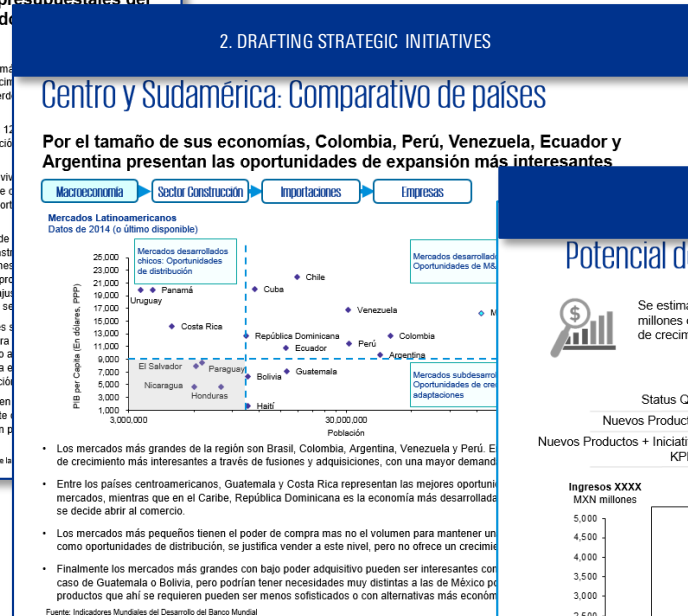 2. DRAFTING STRATEGIC INITIATIVES
Centro y Sudamérica: Comparativo de países
Por el tamaño de sus economías, Colombia, Perú, Venezuela, Ecuador y
Argentina presentan las oportunidades de expansión más interesantes
Macroeconomía
Sector Construcción
Importaciones
Empresas
Mercados Latinoamericanos
Datos de 2014 (o último disponible)
PIB per Capita (En dólares, PPP)
25,000
23,000
21,000
19,000
17,000
15,000
13,000
11,000
9,000
7,000
5,000
3,000
1,000
Mercados desarrollados
chicos: Oportunidades
de distribución
Mercados desarrollad
Oportunidades de M&
Chile
Panamá
Cuba
Uruguay
Venezuela
M
Costa Rica
República Dominicana
Colombia
Ecuador
Perú
Argentina
El Salvador
Paraguay
Bolivia
Guatemala
Mercados subdesarrol
Oportunidades de cre
adaptaciones
Nicaragua
Honduras
Haití
3,000,000
30,000,000
Población
• Los mercados más grandes de la región son Brasil, Colombia, Argentina, Venezuela y Perú. E
de crecimiento más interesantes a través de fusiones y adquisiciones, con una mayor demand
• Entre los países centroamericanos, Guatemala y Costa Rica representan las mejores oportuni
mercados, mientras que en el Caribe, República Dominicana es la economía más desarrollada
se decide abrir al comercio.
• Los mercados más pequeños tienen el poder de compra mas no el volumen para mantener un
como oportunidades de distribución, se justifica vender a este nivel, pero no ofrece un crecimie
• Finalmente los mercados más grandes con bajo poder adquisitivo pueden ser interesantes con
caso de Guatemala o Bolivia, pero podrían tener necesidades muy distintas a las de México po
productos que ahí se requieren pueden ser menos sofisticados o con alternativas más económ
Fuente: Indicadores Mundiales del Desarrollo del Banco Mundial
Potencial d
Se estima
millones
de crecim
Status Q
Nuevos Product
Nuevos Productos + Iniciati
KP
Ingresos XXXX
MXN millones
5,000
4,500
4,000
3,500
3,000